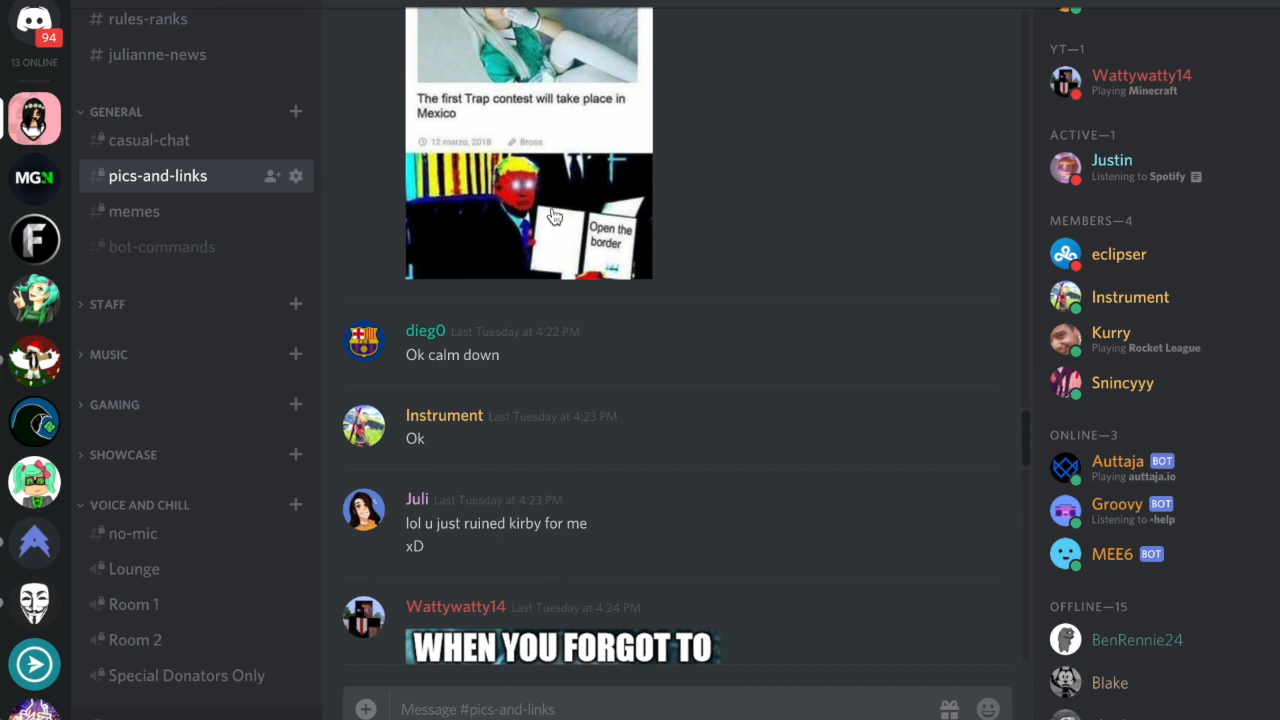 94
13 ONLINE
MGN
F
# rules-ranks
# julianne-news
GENERAL
casual-chat
pics-and-links
memes
bot-commands
STAFF
MUSIC
GAMING
SHOWCASE
VOICE AND CHILL
no-mic
Lounge
Room 1
Room 2
Special Donators Only
The first Trap contest will take place in
Mexico
12 marzo, 2018 Bross
Open the
border
dieg0 Last Tuesday at 4:22 PM
Ok calm down
Instrument Last Tuesday at 4:23 PM
Ok
Juli Last Tuesday at 4:23 PM
lol u just ruined kirby for me
xD
Wattywatty14 Last Tuesday at 4:24 PM
WHEN YOU FORGOT TO
Message #pics-and-links
YT—1
Wattywatty14
Playing Minecraft
ACTIVE—1
Justin
Listening to Spotify
MEMBERS—4
eclipser
Instrument
Kurry
Playing Rocket League
Snincyyy
ONLINE—3
Auttaja BOT
Playing auttaja.io
Groovy BOT
Listening to -help
MEE6 BOT
OFFLINE—15
BenRennie24
Blake